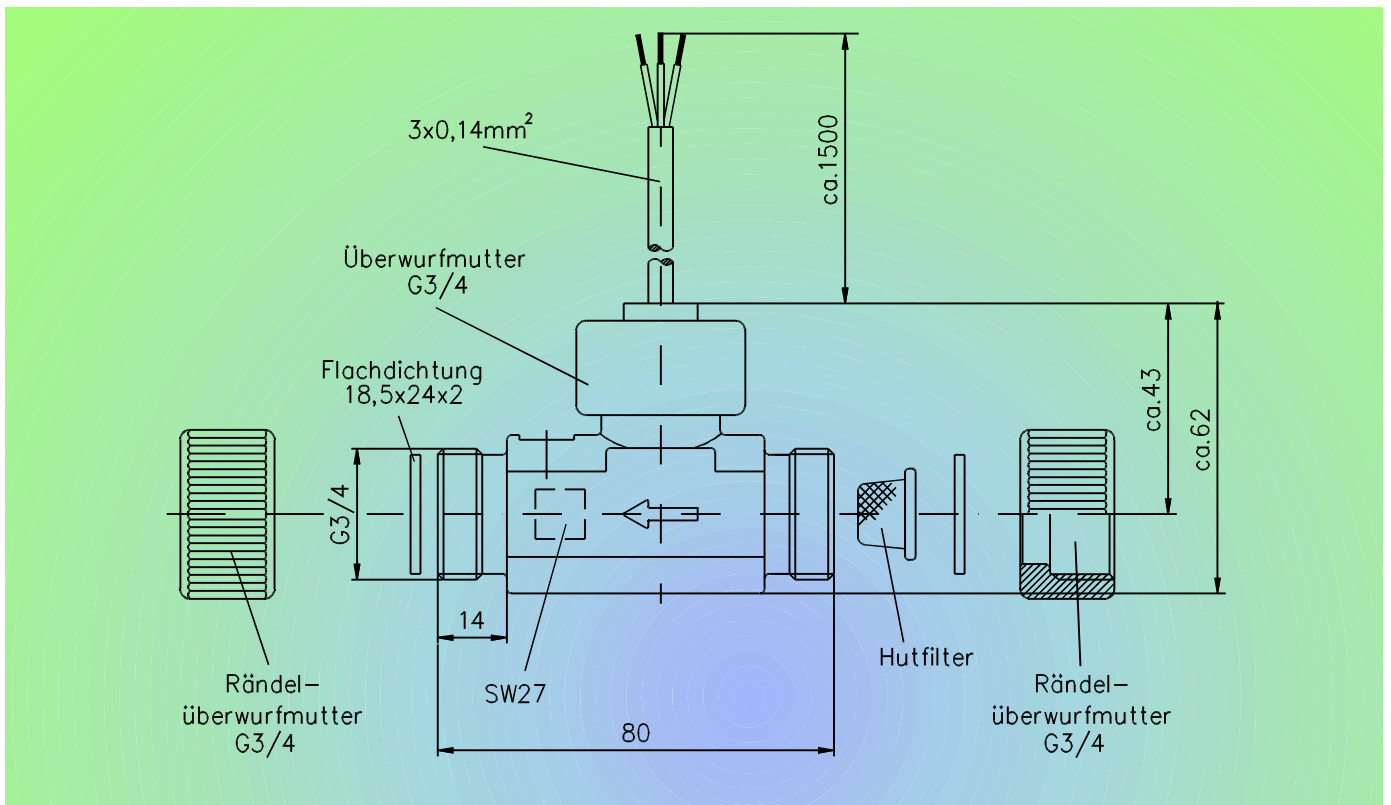 3x0,14mm²
ca.1500
Überwurfmutter
G3/4
Flachdichtung
18,5x24x2
ca.43
ca.62
G3/4
14
SW27
80
Hutfilter
Rändel-
überwurfmutter
G3/4
Rändel-
überwurfmutter
G3/4